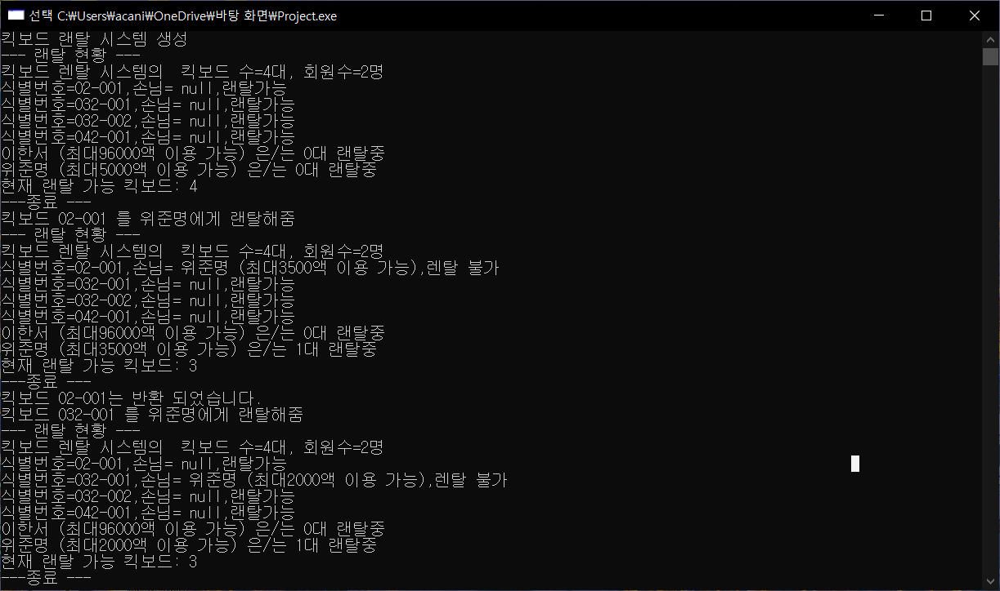 선택 C:₩Users₩acani₩OneDrive₩바탕 화면₩Project.exe
킥보드 랜탈 시스템 생성
--- 랜탈 현황 ---
킥보드 렌탈 시스템의  킥보드 수=4대, 회원수=2명
식별번호=02-001,손님= null,랜탈가능
식별번호=032-001,손님= null,랜탈가능
식별번호=032-002,손님= null,랜탈가능
식별번호=042-001,손님= null,랜탈가능
이한서 (최대96000액 이용 가능) 은/는 0대 랜탈중
위준명 (최대5000액 이용 가능) 은/는 0대 랜탈중
현재 랜탈 가능 킥보드: 4
---종료 ---
킥보드 02-001 를 위준명에게 랜탈해줌
--- 랜탈 현황 ---
킥보드 렌탈 시스템의  킥보드 수=4대, 회원수=2명
식별번호=02-001,손님= 위준명 (최대3500액 이용 가능),렌탈 불가
식별번호=032-001,손님= null,랜탈가능
식별번호=032-002,손님= null,랜탈가능
식별번호=042-001,손님= null,랜탈가능
이한서 (최대96000액 이용 가능) 은/는 0대 랜탈중
위준명 (최대3500액 이용 가능) 은/는 1대 랜탈중
현재 랜탈 가능 킥보드: 3
---종료 ---
킥보드 02-001는 반환 되었습니다.
킥보드 032-001 를 위준명에게 랜탈해줌
--- 랜탈 현황 ---
킥보드 렌탈 시스템의  킥보드 수=4대, 회원수=2명
식별번호=02-001,손님= null,랜탈가능
식별번호=032-001,손님= 위준명 (최대2000액 이용 가능),렌탈 불가
식별번호=032-002,손님= null,랜탈가능
식별번호=042-001,손님= null,랜탈가능
이한서 (최대96000액 이용 가능) 은/는 0대 랜탈중
위준명 (최대2000액 이용 가능) 은/는 1대 랜탈중
현재 랜탈 가능 킥보드: 3
---종료 ---